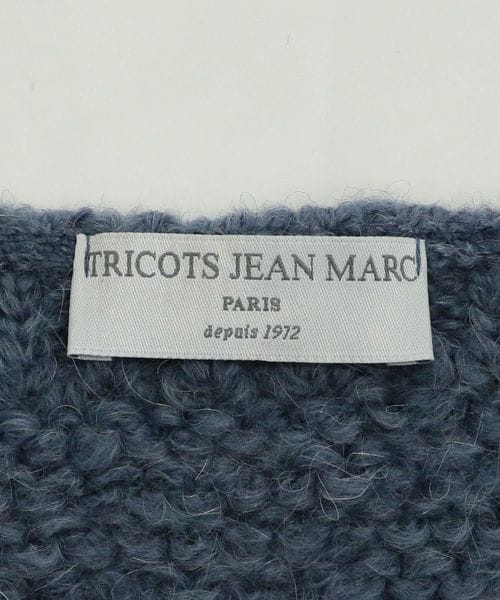 TRICOTS JEAN MARC
PARIS
depuis 1972